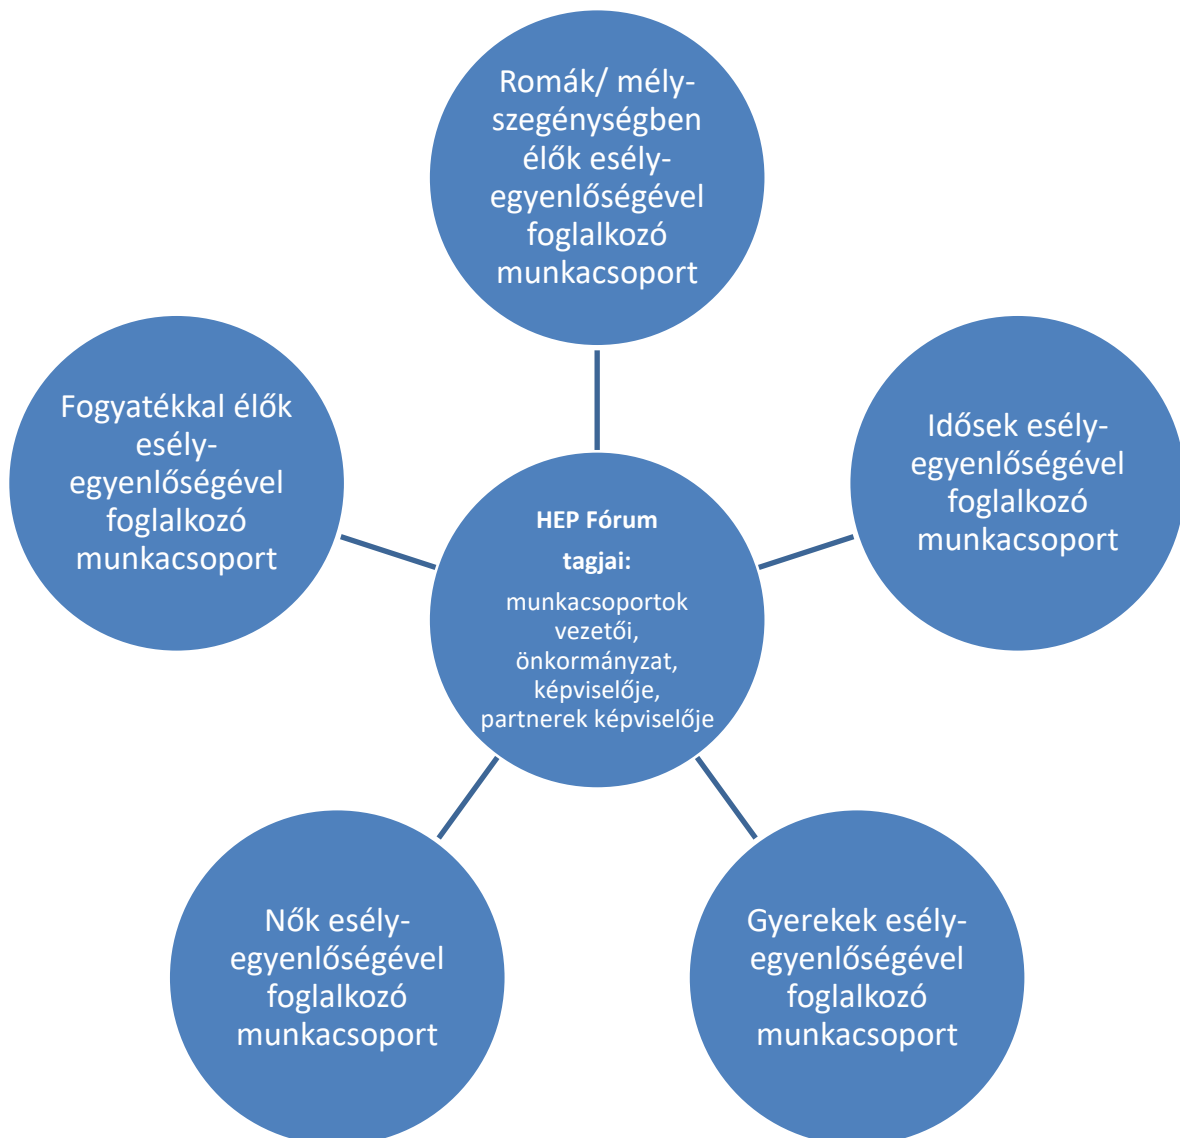 Romák/ mély-
szegénységben
élők esély-
egyenlőségével
foglalkozó
munkacsoport
Fogyatékkal élők
esély-
egyenlőségével
foglalkozó
munkacsoport
Idősek esély-
egyenlőségével
foglalkozó
munkacsoport
HEP Fórum
tagjai:
munkacsoportok
vezetői,
önkormányzat,
képviselője,
partnerek képviselője
Nők esély-
egyenlőségével
foglalkozó
munkacsoport
Gyerekek esély-
egyenlőségével
foglalkozó
munkacsoport